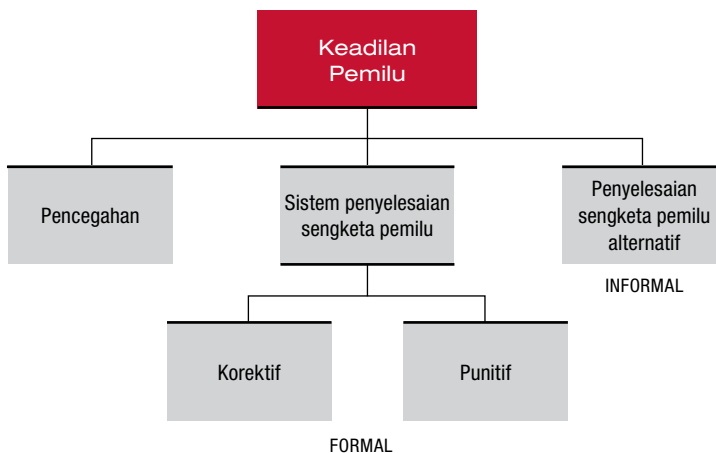 Keadilan
Pemilu
Pencegahan
Sistem penyelesaian
sengketa pemilu
Penyelesaian
sengketa pemilu
alternatif
INFORMAL
Korektif
Punitif
FORMAL